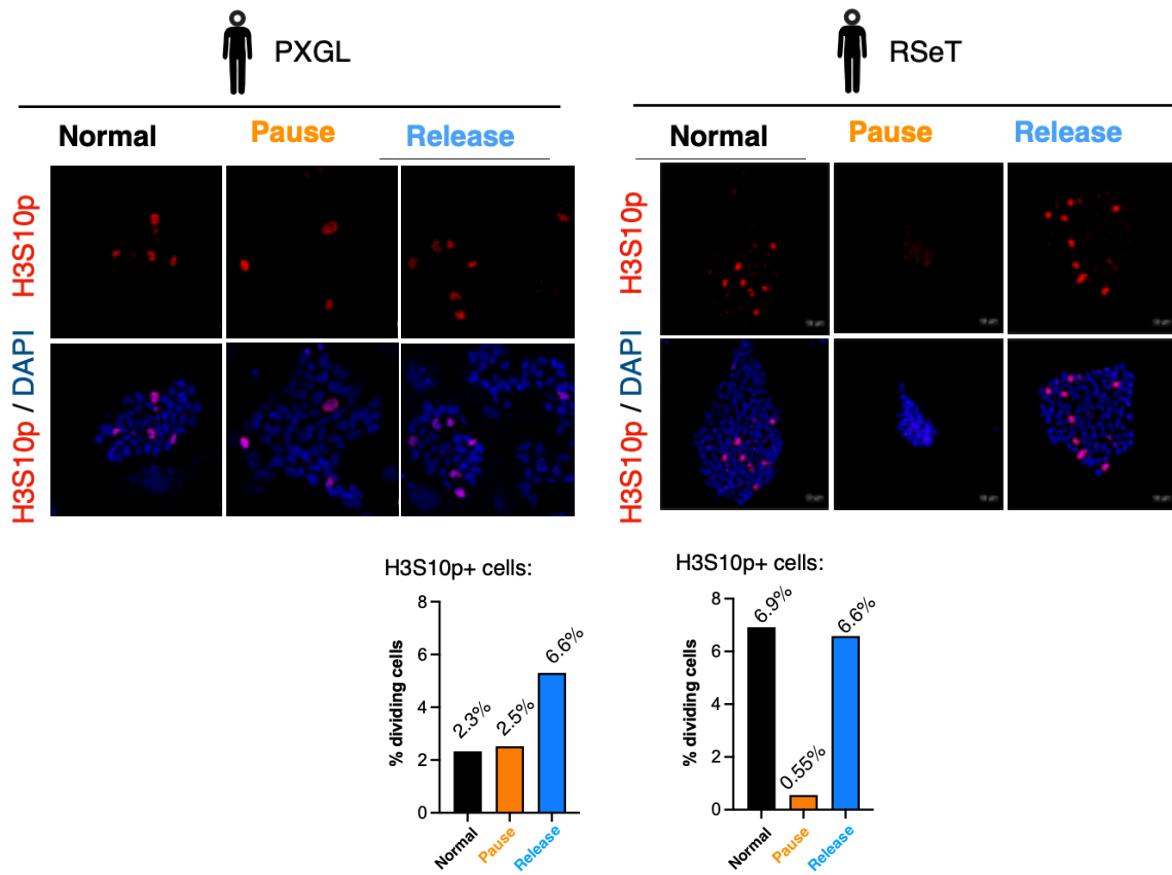 PXGL
Normal
Pause
Release
H3S10p
H3S10p / DAPI
H3S10p+ cells:
% dividing cells
8
6
4
2
0
2.3%
2.5%
6.6%
Normal
Pause
Release
RSeT
Normal
Pause
Release
H3S10p
H3S10p / DAPI
H3S10p+ cells:
% dividing cells
8
6
4
2
0
6.9%
0.55%
6.6%
Normal
Pause
Release